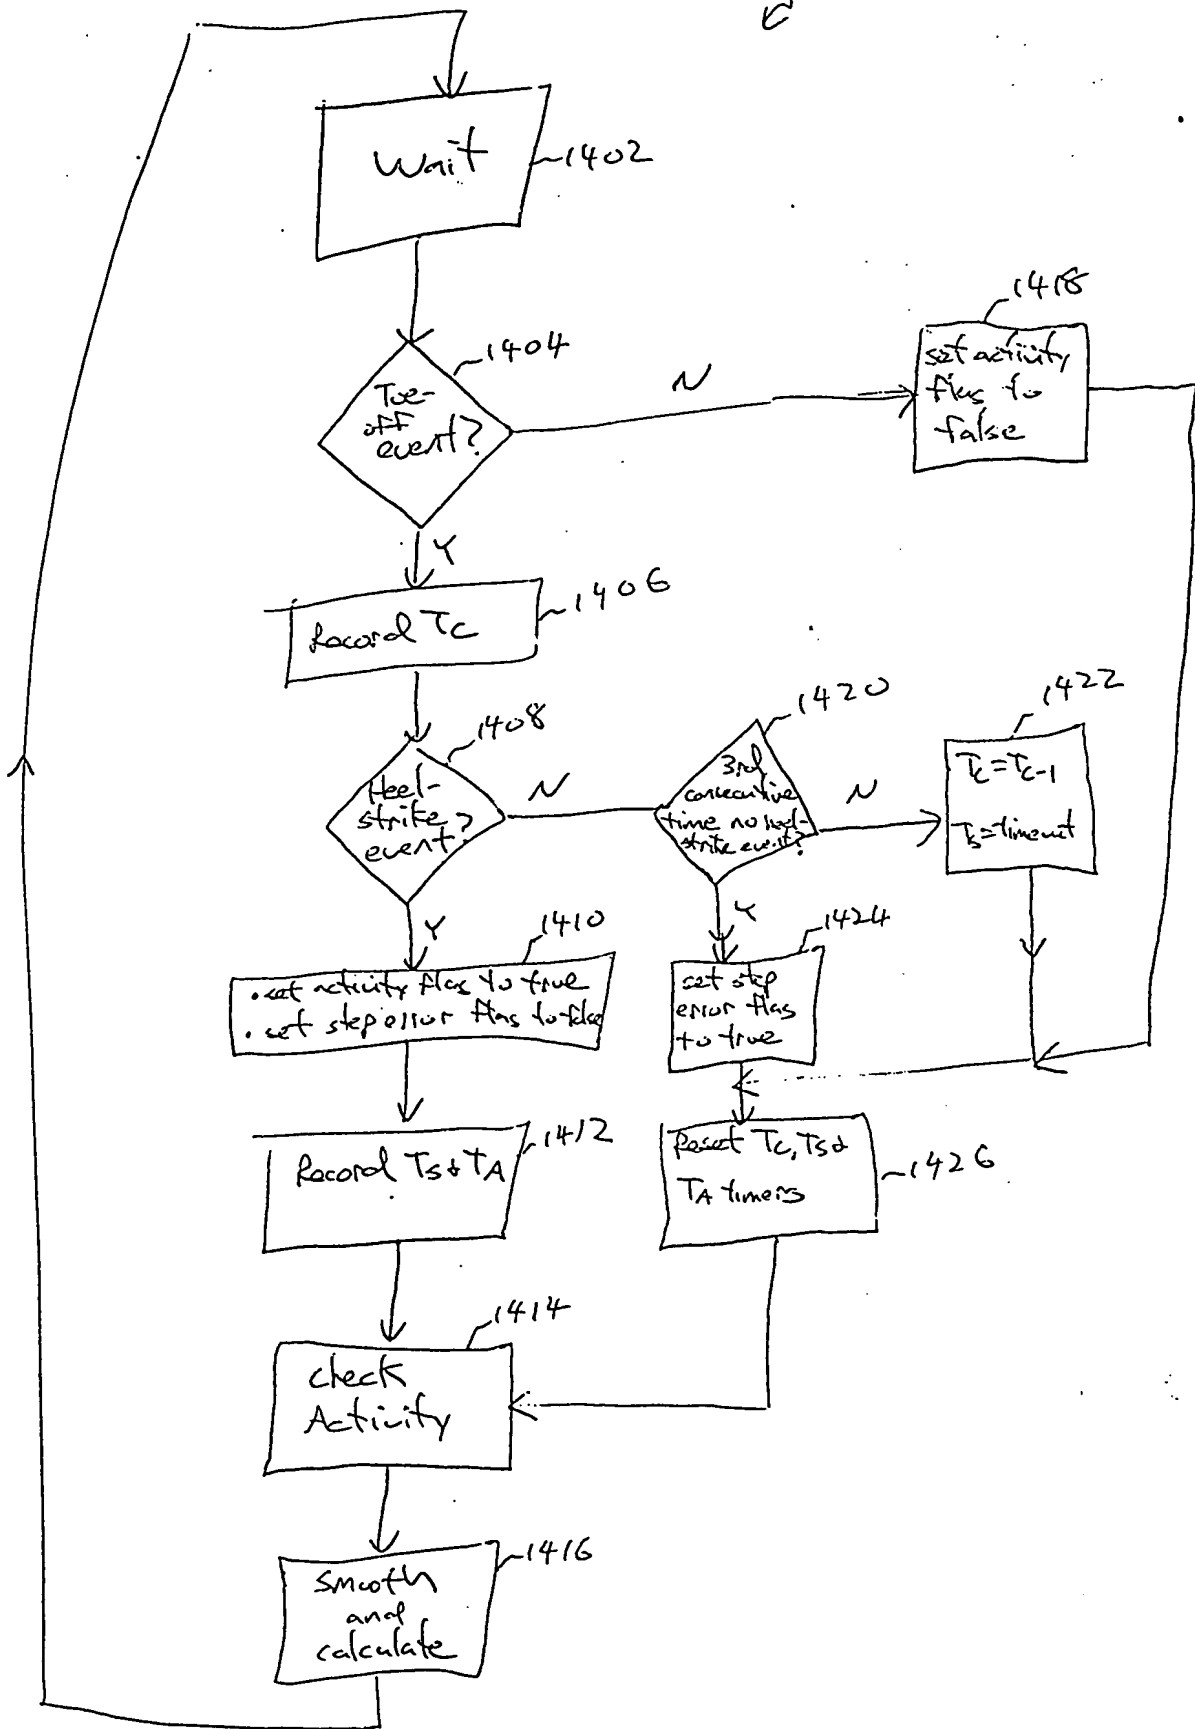 Wait
1402
1418
set activity
flag to
false
1404
Toe-
off
event?
N
Y
1406
Record Tc
1408
Heel-
strike
event?
N
1420
3rd
consecutive
time no heel-
strike event?
N
1422
Tc=Tc-1
Ts=timeout
Y
1410
• set activity flag to true
• set step error flag to false
Y
1424
set step
error flag
to true
1412
Record Ts & TA
Reset Tc, Ts &
TA timers
1426
1414
Check
Activity
1416
Smooth
and
calculate